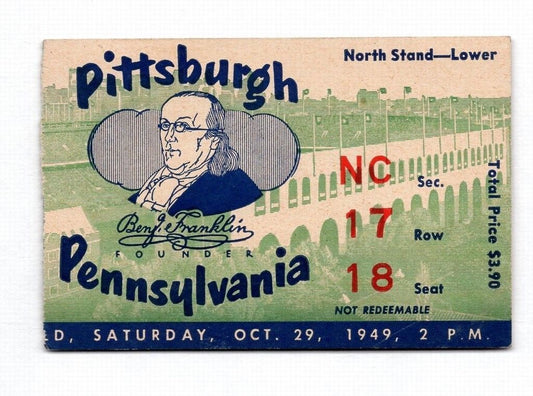 Pittsburgh
North Stand—Lower
NC Sec.
17 Row
18 Seat
Total Price $3.90
Benj. Franklin
FOUNDER
Pennsylvania
NOT REDEEMABLE
D, SATURDAY, OCT. 29, 1949, 2 P.M.